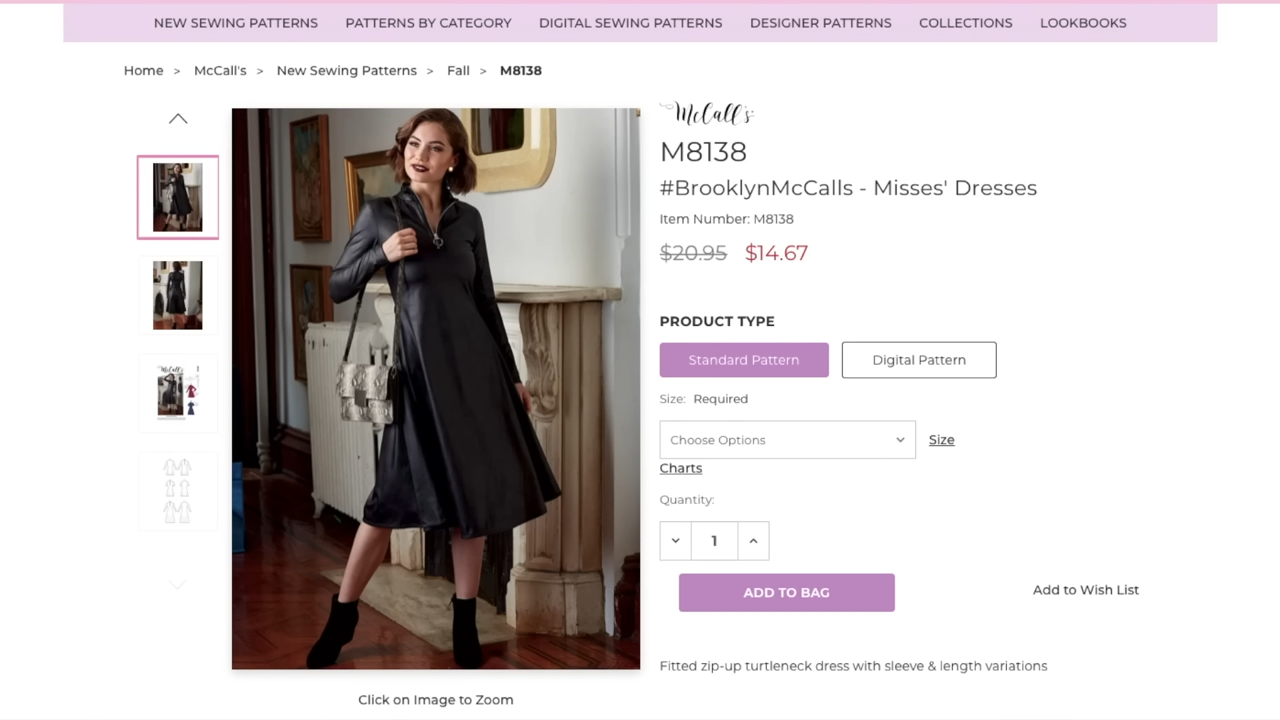 NEW SEWING PATTERNS PATTERNS BY CATEGORY DIGITAL SEWING PATTERNS DESIGNER PATTERNS COLLECTIONS LOOKBOOKS
Home > McCall's > New Sewing Patterns > Fall > M8138
McCall's
M8138
#BrooklynMcCalls - Misses' Dresses
Item Number: M8138
$20.95 $14.67
PRODUCT TYPE
Standard Pattern Digital Pattern
Size: Required
Choose Options Size
Charts
Quantity:
1
ADD TO BAG Add to Wish List
Fitted zip-up turtleneck dress with sleeve & length variations
Click on Image to Zoom
McCall's